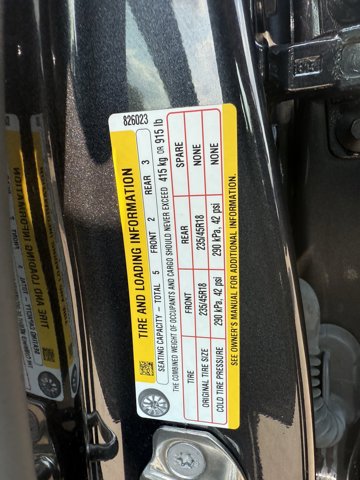 826023
TIRE AND LOADING INFORMATION
SEATING CAPACITY – TOTAL 5 FRONT 2 REAR 3
THE COMBINED WEIGHT OF OCCUPANTS AND CARGO SHOULD NEVER EXCEED 415 kg OR 915 lb
TIRE FRONT REAR SPARE
ORIGINAL TIRE SIZE 235/45R18 235/45R18 NONE
COLD TIRE PRESSURE 290 kPa, 42 psi 290 kPa, 42 psi NONE
SEE OWNER'S MANUAL FOR ADDITIONAL INFORMATION.